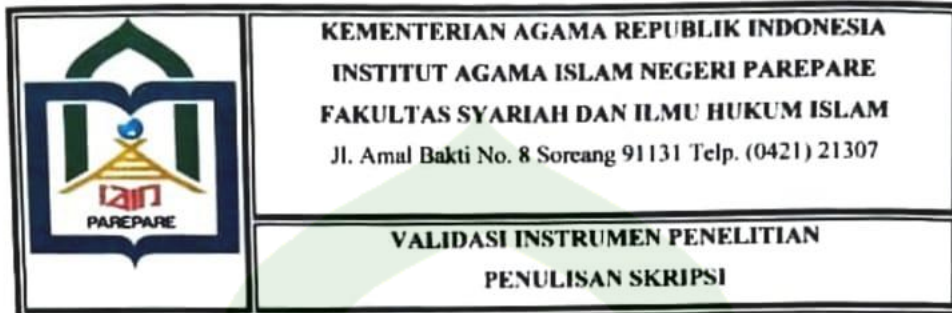 KEMENTERIAN AGAMA REPUBLIK INDONESIA
INSTITUT AGAMA ISLAM NEGERI PAREPARE
FAKULTAS SYARIAH DAN ILMU HUKUM ISLAM
Jl. Amal Bakti No. 8 Soreang 91131 Telp. (0421) 21307
iain
PAREPARE
VALIDASI INSTRUMEN PENELITIAN
PENULISAN SKRIPSI